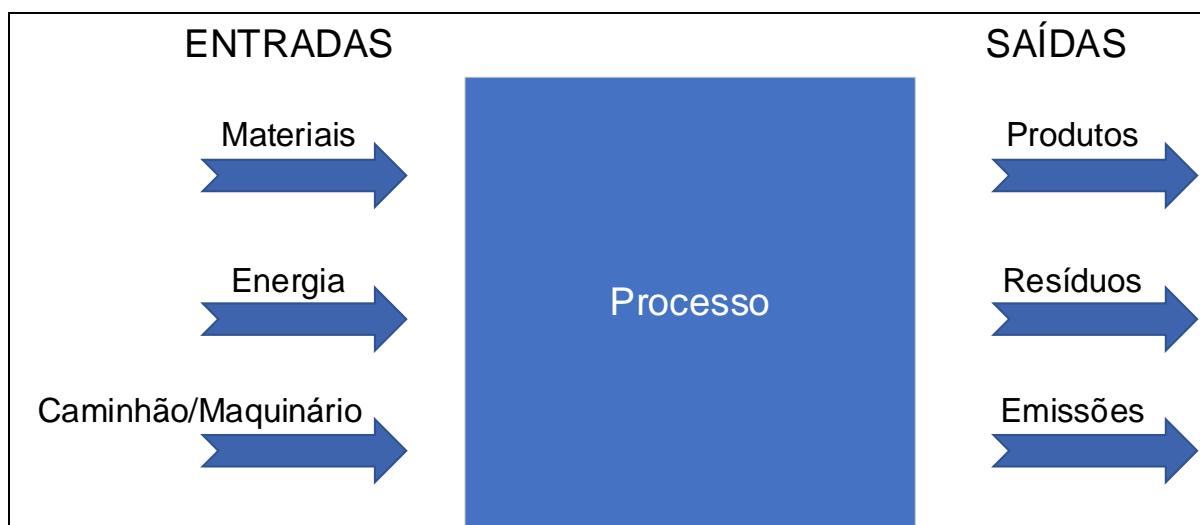 ENTRADAS
SAÍDAS
Materiais
Produtos
Energia
Processo
Resíduos
Caminhão/Maquinário
Emissões